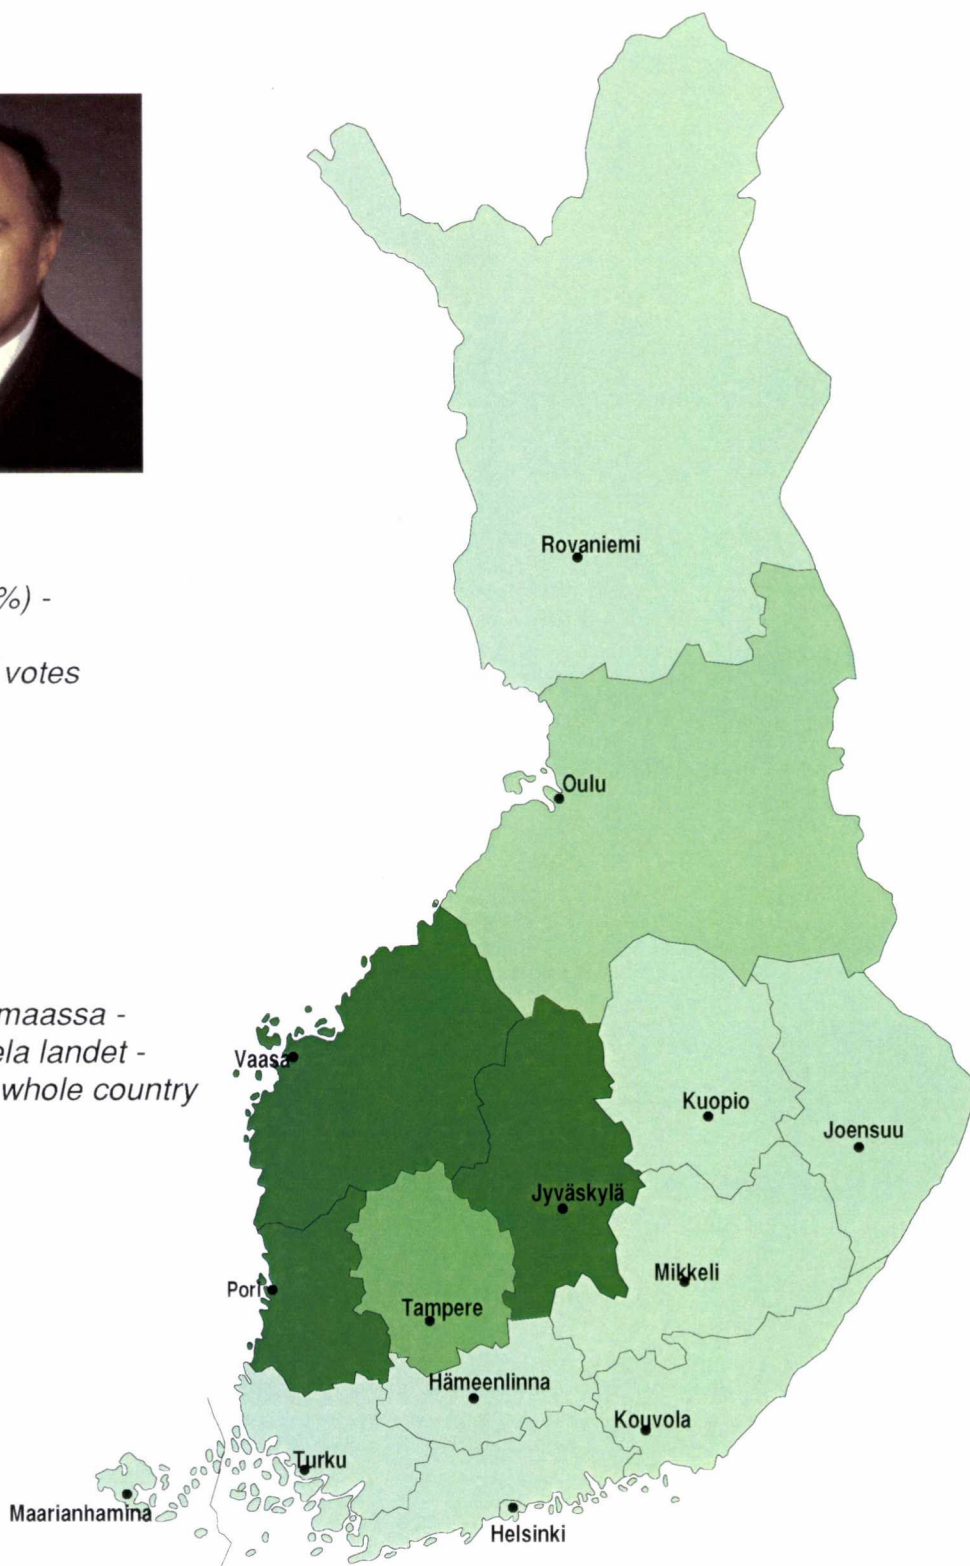 Rovaniemi
%) -
votes
Oulu
maassa -
ela landet -
whole country
Vaasa
Kuopio
Joensuu
Jyväskylä
Mikkeli
Pori
Tampere
Hämeenlinna
Kouvola
Turku
Maarianhamina
Helsinki